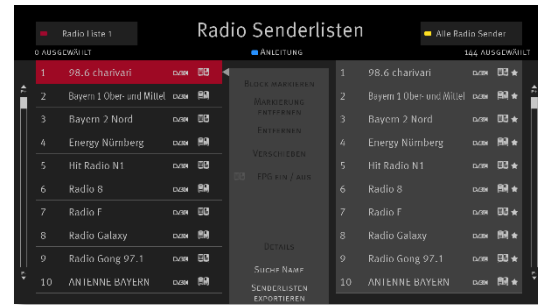 Radio Liste 1
Radio Senderlisten
Alle Radio Sender
0 AUSGEWÄHLT
ANLEITUNG
144 AUSGEWÄHLT
1 98.6 charivari
2 Bayern 1 Ober- und Mittel
3 Bayern 2 Nord
4 Energy Nürnberg
5 Hit Radio N1
6 Radio 8
7 Radio F
8 Radio Galaxy
9 Radio Gong 97.1
10 ANTENNE BAYERN
BLOCK MARKIEREN
MARKIERUNG
ENTFERNEN
ENTFERNEN
VERSCHIEBEN
EPG EIN / AUS
DETAILS
SUCHE NAME
SENDERLISTEN
EXPORTIEREN
1 98.6 charivari
2 Bayern 1 Ober- und Mittel
3 Bayern 2 Nord
4 Energy Nürnberg
5 Hit Radio N1
6 Radio 8
7 Radio F
8 Radio Galaxy
9 Radio Gong 97.1
10 ANTENNE BAYERN